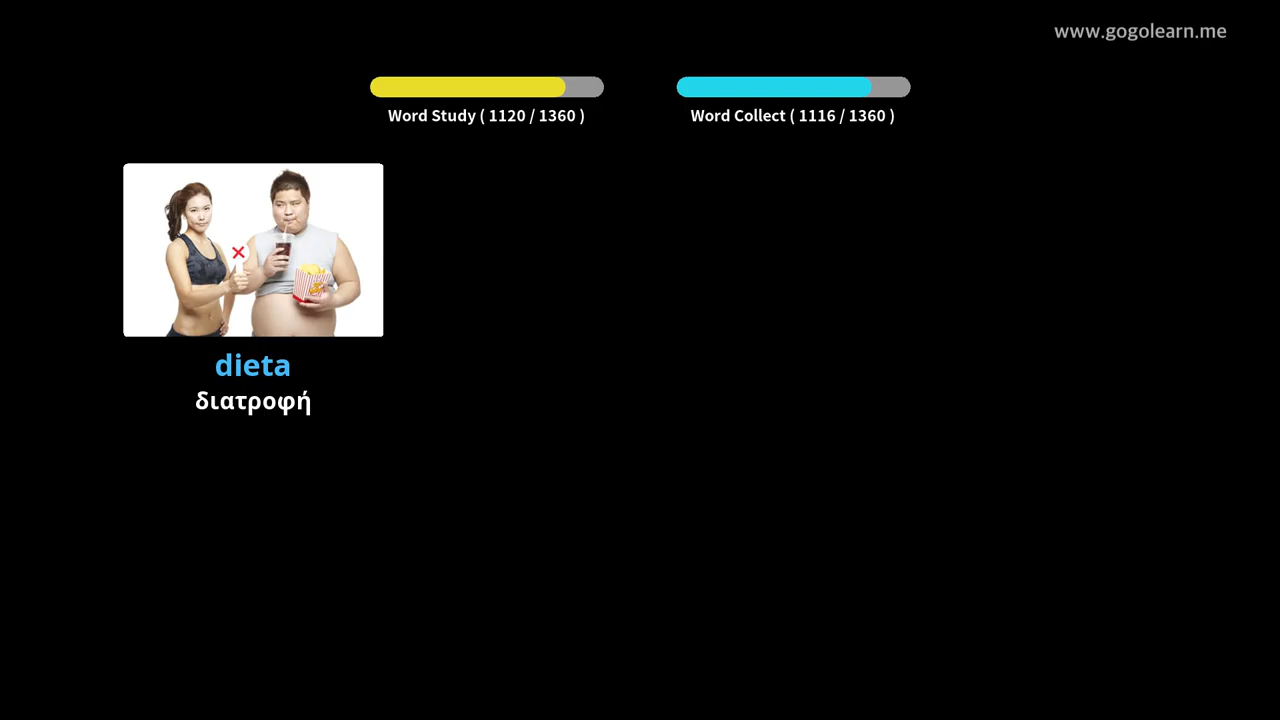 www.gogolearn.me
Word Study ( 1120 / 1360 )
Word Collect ( 1116 / 1360 )
dieta
διατροφή